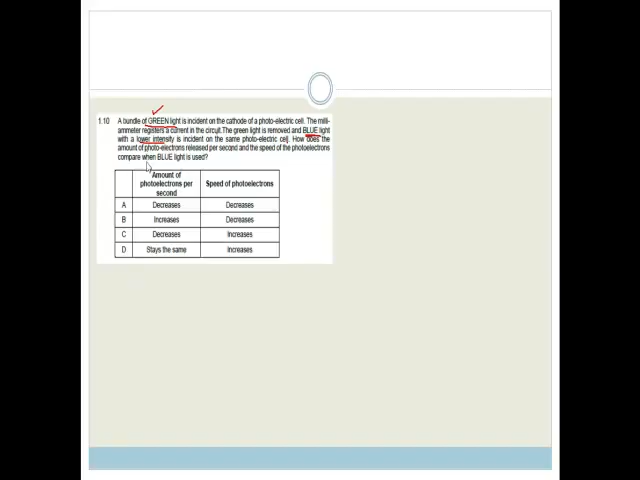 1.10 A bundle of GREEN light is incident on the cathode of a photo-electric cell. The milli-
ammeter registers a current in the circuit. The green light is removed and BLUE light
with a lower intensity is incident on the same photo-electric cell. How does the
amount of photo-electrons released per second and the speed of the photoelectrons
compare when BLUE light is used?
Amount of photoelectrons per second Speed of photoelectrons
A Decreases Decreases
B Increases Decreases
C Decreases Increases
D Stays the same Increases